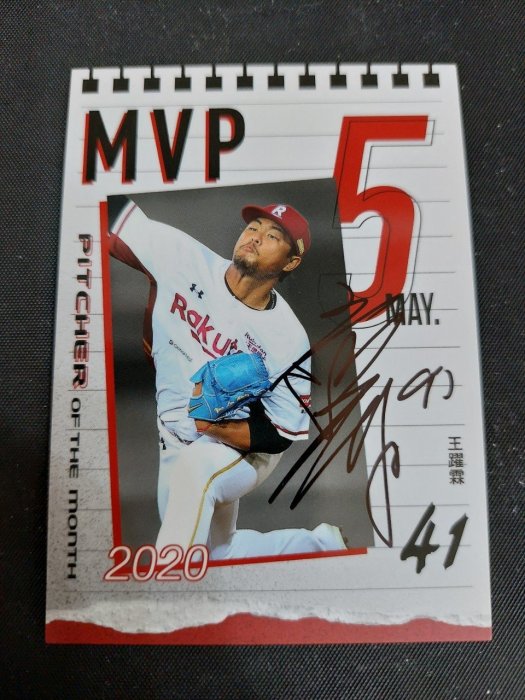 MVP
5
MAY.
PITCHER OF THE MONTH
R
Rakuten
王躍霖
41
2020